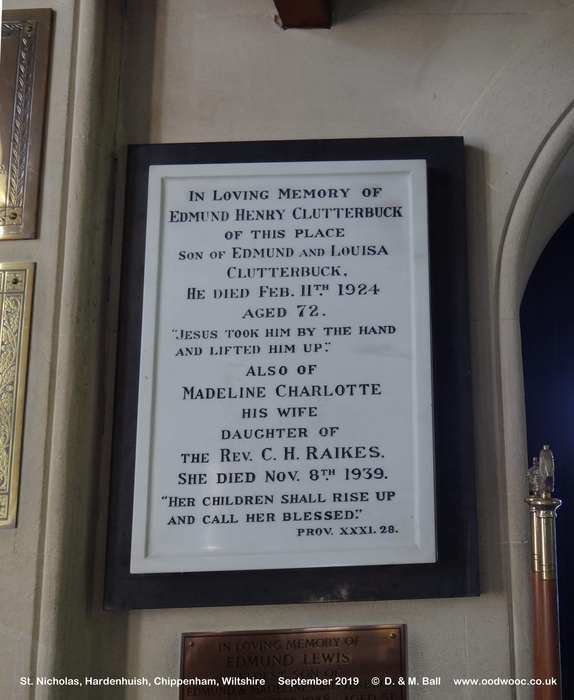 IN LOVING MEMORY OF
EDMUND HENRY CLUTTERBUCK
OF THIS PLACE
SON OF EDMUND AND LOUISA
CLUTTERBUCK.
HE DIED FEB. 11TH. 1924
AGED 72.
"JESUS TOOK HIM BY THE HAND
AND LIFTED HIM UP."
ALSO OF
MADELINE CHARLOTTE
HIS WIFE
DAUGHTER OF
THE REV. C. H. RAIKES.
SHE DIED NOV. 8TH. 1939.
"HER CHILDREN SHALL RISE UP
AND CALL HER BLESSED."
PROV. XXXI. 28.
IN LOVING MEMORY OF
EDMUND LEWIS
SON OF
EDMUND & MADELINE
St. Nicholas, Hardenhuish, Chippenham, Wiltshire September 2019 © D. & M. Ball www.oodwooc.co.uk